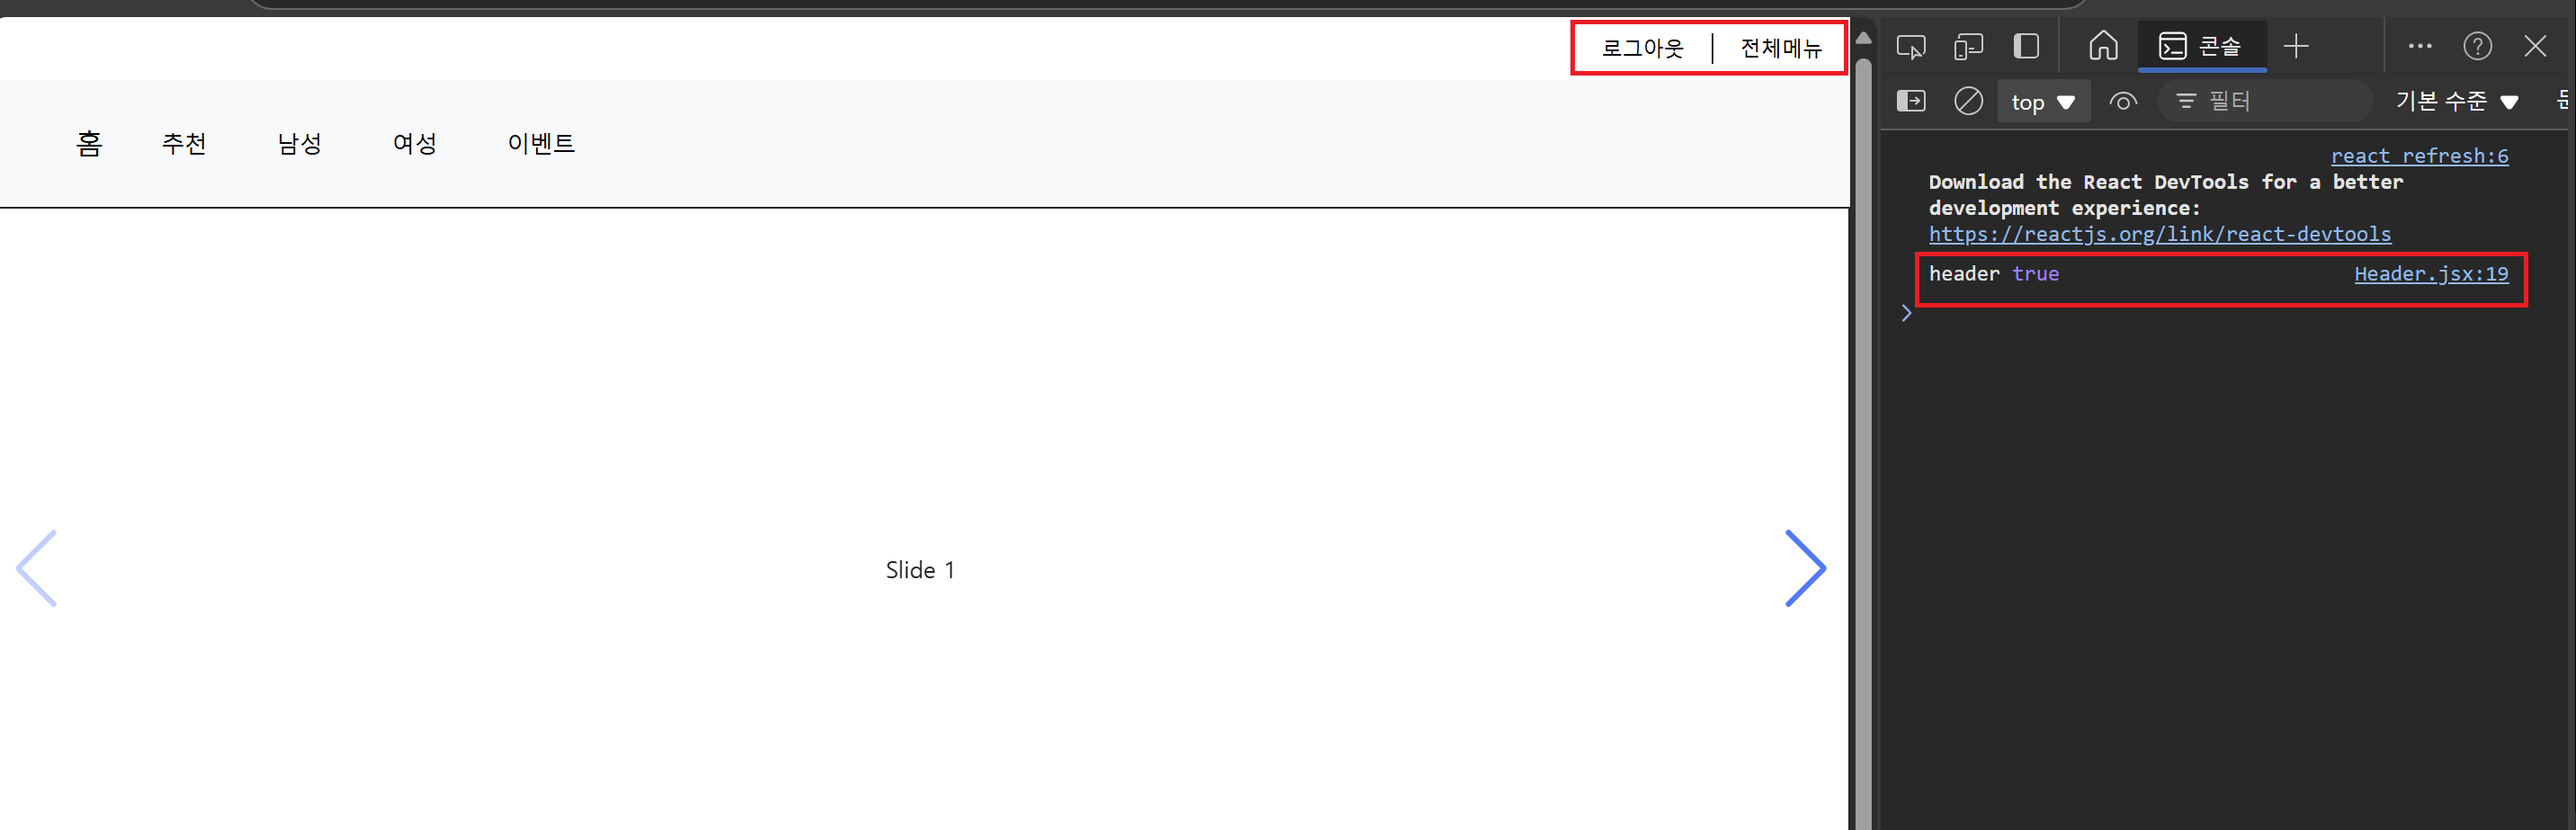 로그아웃 | 전체메뉴
홈 추천 남성 여성 이벤트
Slide 1
콘솔
top 필터 기본 수준
react refresh:6
Download the React DevTools for a better
development experience:
https://reactjs.org/link/react-devtools
header true Header.jsx:19